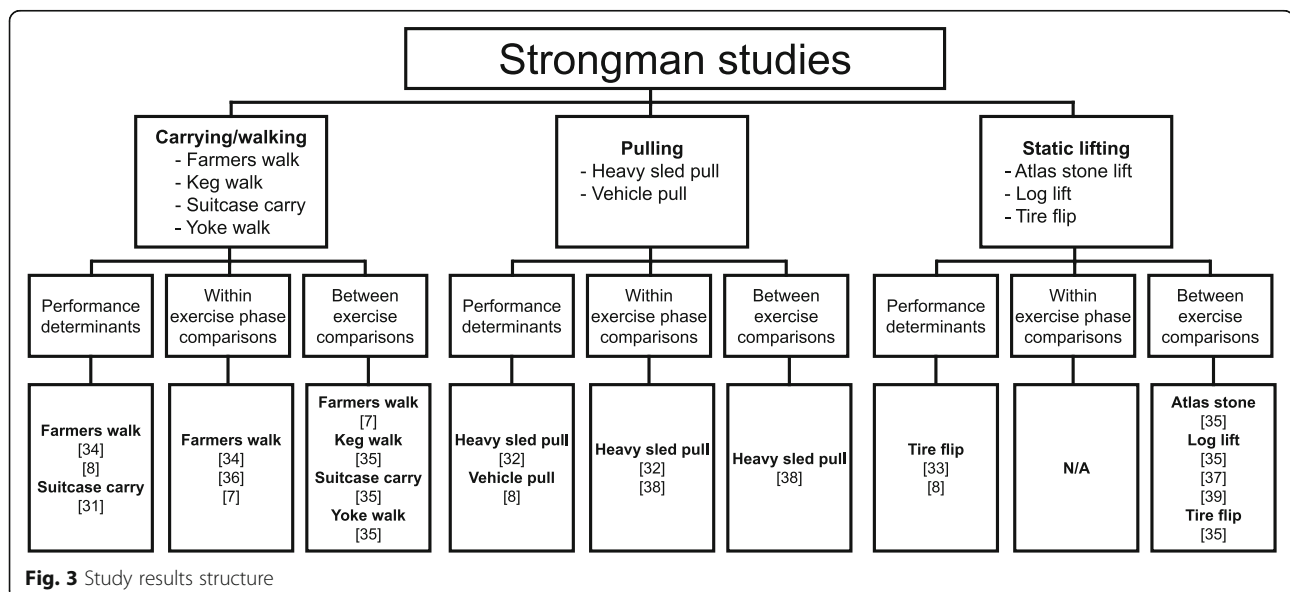 Strongman studies
Carrying/walking
- Farmers walk
- Keg walk
- Suitcase carry
- Yoke walk
Pulling
- Heavy sled pull
- Vehicle pull
Static lifting
- Atlas stone lift
- Log lift
- Tire flip
Performance
determinants
Within
exercise phase
comparisons
Between
exercise
comparisons
Performance
determinants
Within
exercise phase
comparisons
Between
exercise
comparisons
Performance
determinants
Within
exercise phase
comparisons
Between
exercise
comparisons
Farmers walk
[34]
[8]
Suitcase carry
[31]
Farmers walk
[34]
[36]
[7]
Farmers walk
[7]
Keg walk
[35]
Suitcase carry
[35]
Yoke walk
[35]
Heavy sled pull
[32]
Vehicle pull
[8]
Heavy sled pull
[32]
[38]
Heavy sled pull
[38]
Tire flip
[33]
[8]
N/A
Atlas stone
[35]
Log lift
[35]
[37]
[39]
Tire flip
[35]
Fig. 3 Study results structure